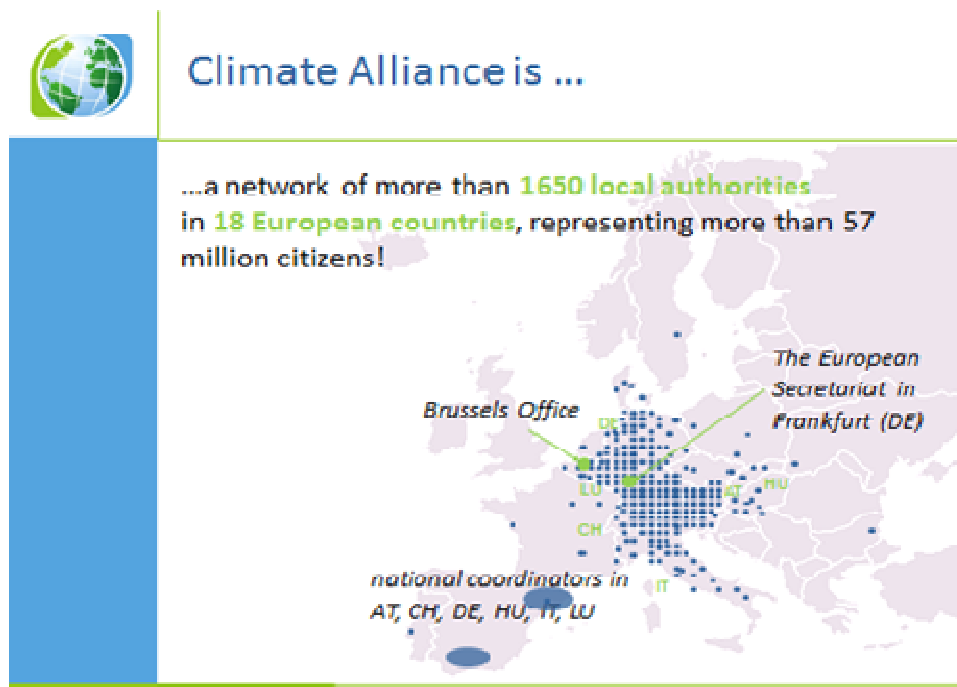 Climate Alliance is ...
...a network of more than 1650 local authorities
in 18 European countries, representing more than 57
million citizens!
The European
Secretariat in
Frankfurt (DE)
Brussels Office
DE
LU
AT
HU
CH
IT
national coordinators in
AT, CH, DE, HU, IT, LU